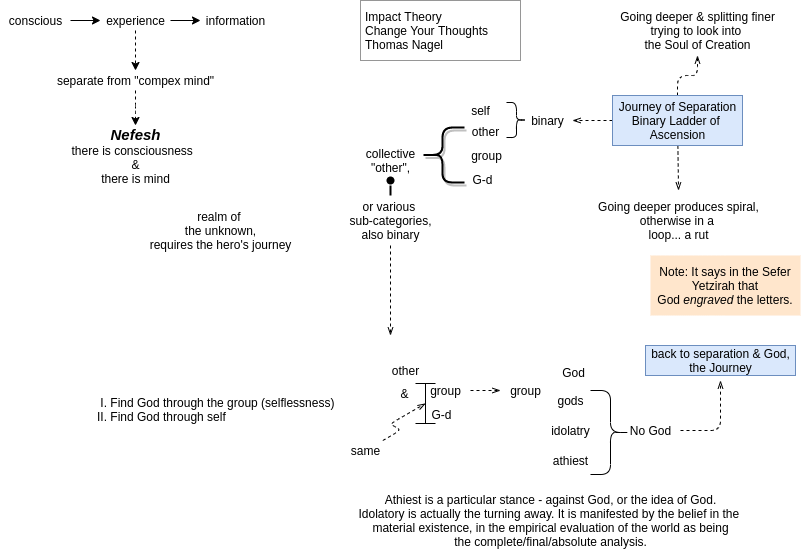 conscious
experience
information
separate from "compex mind"
Nefesh
there is consciousness
&
there is mind
realm of
the unknown,
requires the hero's journey
Impact Theory
Change Your Thoughts
Thomas Nagel
Going deeper & splitting finer
trying to look into
the Soul of Creation
Journey of Separation
Binary Ladder of
Ascension
binary
self
other
group
G-d
collective
"other",
or various
sub-categories,
also binary
Going deeper produces spiral,
otherwise in a
loop... a rut
Note: It says in the Sefer
Yetzirah that
God engraved the letters.
back to separation & God,
the Journey
other
&
group
G-d
same
group
God
gods
idolatry
athiest
No God
I. Find God through the group (selflessness)
II. Find God through self
Athiest is a particular stance - against God, or the idea of God.
Idolatory is actually the turning away. It is manifested by the belief in the
material existence, in the empirical evaluation of the world as being
the complete/final/absolute analysis.